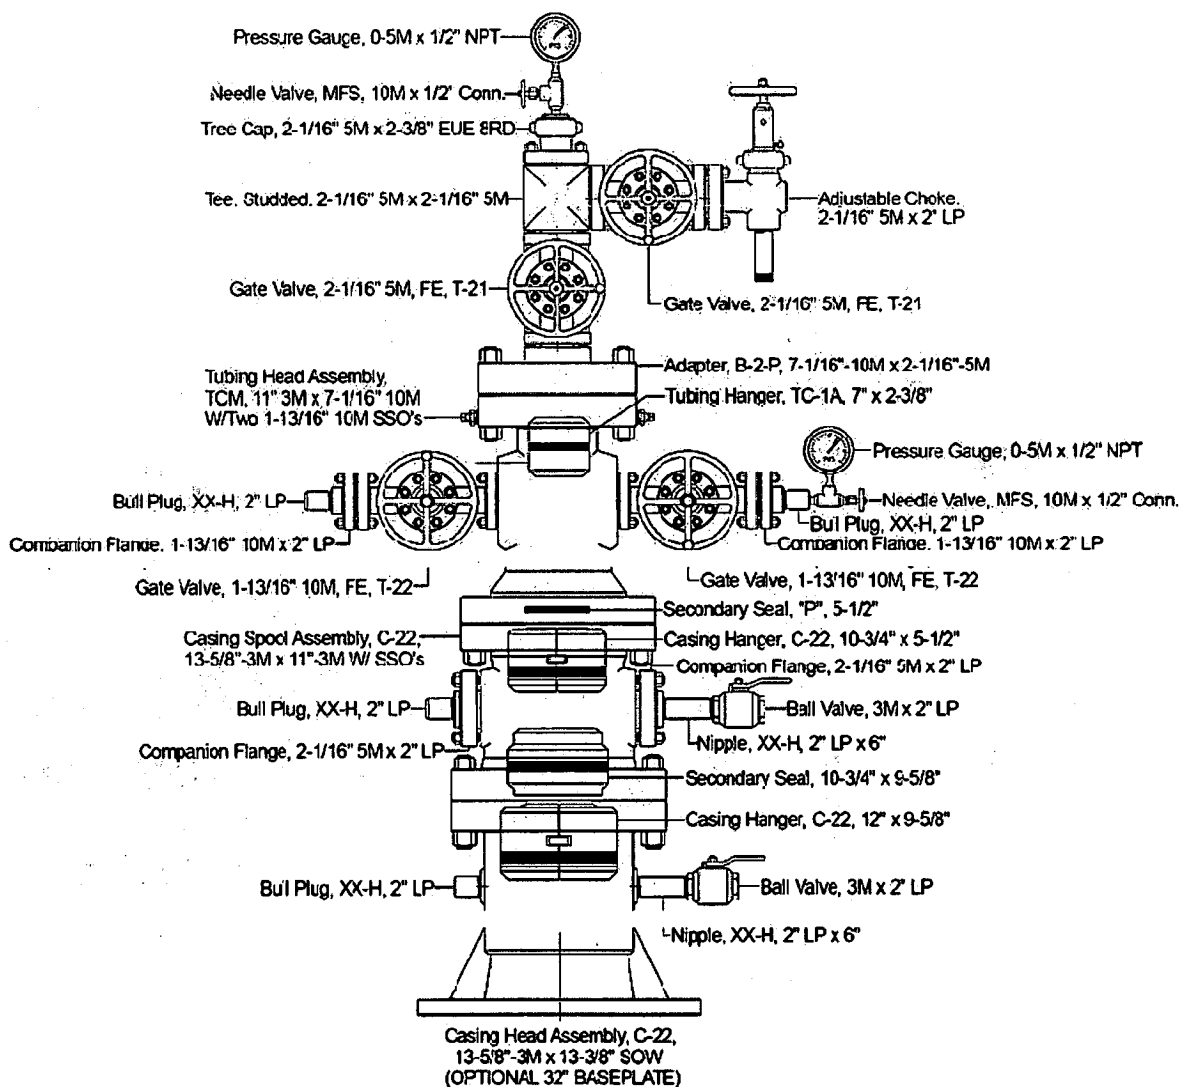 Pressure Gauge, 0-5M x 1/2" NPT
Needle Valve, MFS, 10M x 1/2' Conn.
Tree Cap, 2-1/16" 5M x 2-3/8" EUE 8RD
Tee, Studded, 2-1/16" 5M x 2-1/16" 5M
Adjustable Choke,
2-1/16" 5M x 2' LP
Gate Valve, 2-1/16" 5M, FE, T-21
Gate Valve, 2-1/16" 5M, FE, T-21
Adapter, B-2-P, 7-1/16"-10M x 2-1/16"-5M
Tubing Head Assembly,
TCM, 11" 3M x 7-1/16" 10M
W/Two 1-13/16" 10M SSO's
Tubing Hanger, TC-1A, 7" x 2-3/8"
Pressure Gauge, 0-5M x 1/2" NPT
Bull Plug, XX-H, 2" LP
Needle Valve, MFS, 10M x 1/2" Conn.
Bull Plug, XX-H, 2" LP
Companion Flange, 1-13/16" 10M x 2" LP
Companion Flange, 1-13/16" 10M x 2" LP
Gate Valve, 1-13/16" 10M, FE, T-22
Gate Valve, 1-13/16" 10M, FE, T-22
Secondary Seal, "P", 5-1/2"
Casing Spool Assembly, C-22,
13-5/8"-3M x 11"-3M W/ SSO's
Casing Hanger, C-22, 10-3/4" x 5-1/2"
Companion Flange, 2-1/16" 5M x 2" LP
Bull Plug, XX-H, 2" LP
Ball Valve, 3M x 2" LP
Nipple, XX-H, 2" LP x 6"
Companion Flange, 2-1/16" 5M x 2" LP
Secondary Seal, 10-3/4" x 9-5/8"
Casing Hanger, C-22, 12" x 9-5/8"
Bull Plug, XX-H, 2" LP
Ball Valve, 3M x 2" LP
Nipple, XX-H, 2" LP x 6"
Casing Head Assembly, C-22,
13-5/8"-3M x 13-3/8" SOW
(OPTIONAL 32" BASEPLATE)